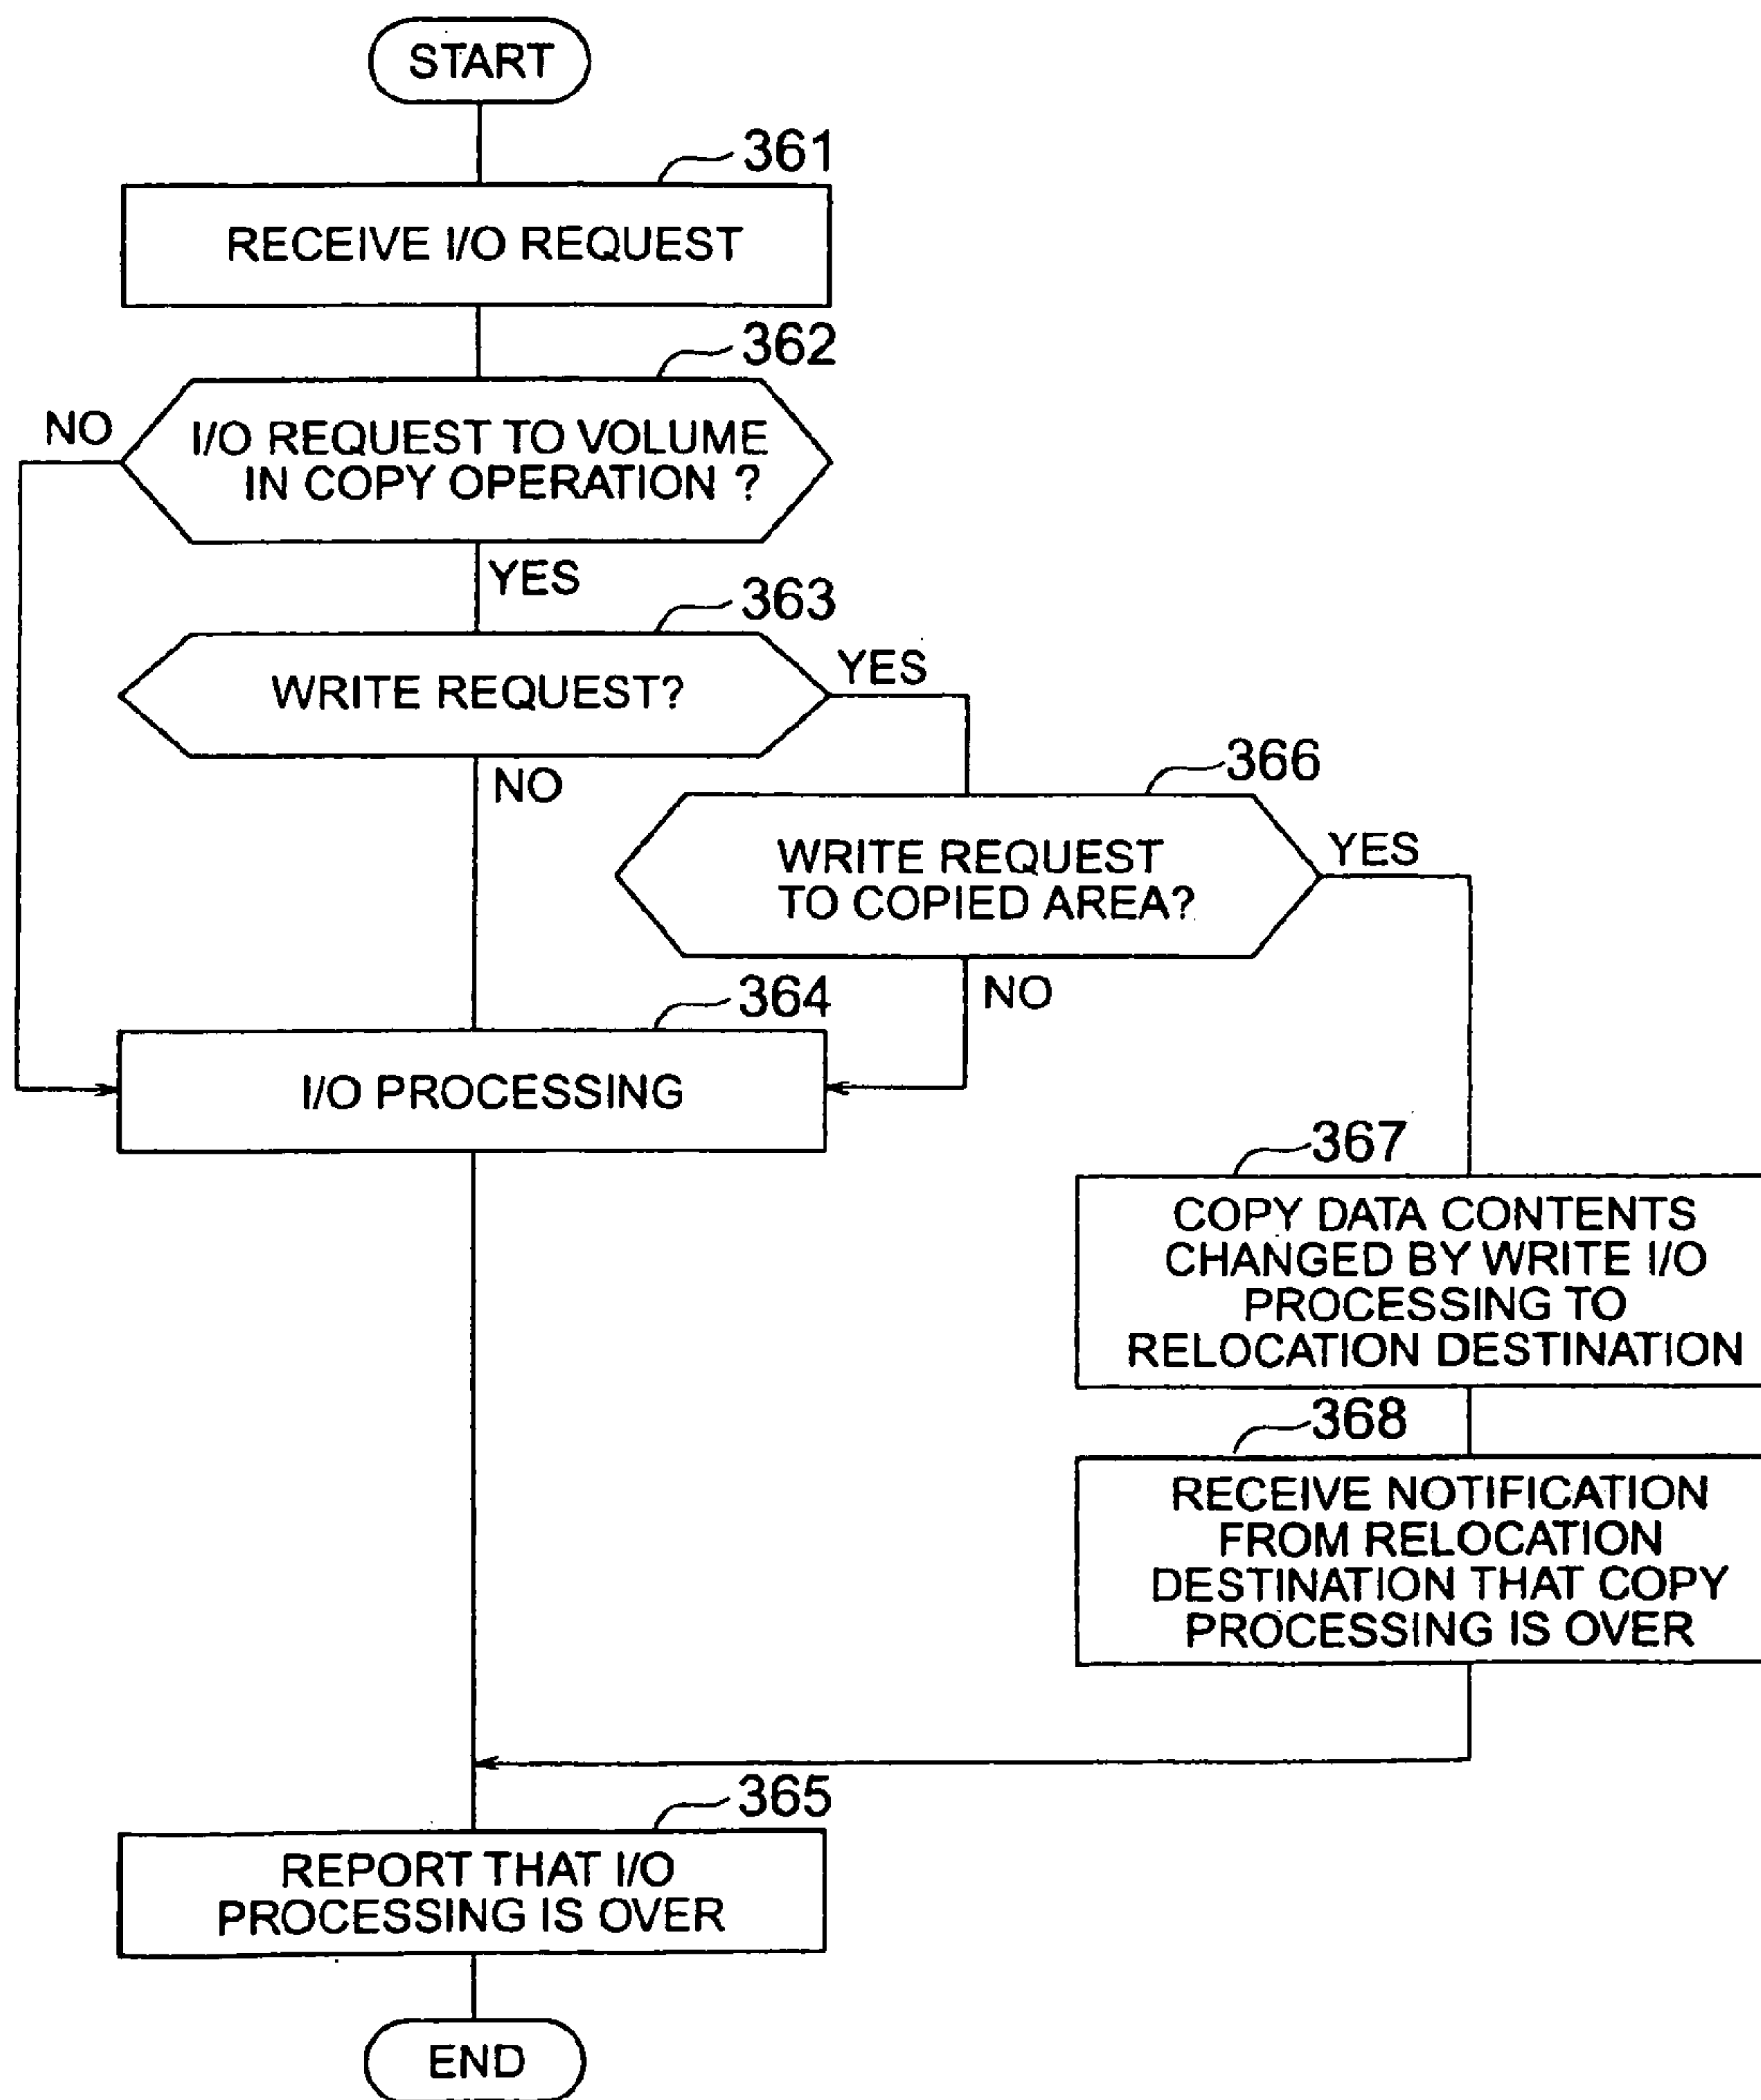 START
361
RECEIVE I/O REQUEST
362
NO
I/O REQUEST TO VOLUME
IN COPY OPERATION ?
YES
363
WRITE REQUEST?
YES
NO
366
WRITE REQUEST
TO COPIED AREA?
YES
NO
364
I/O PROCESSING
367
COPY DATA CONTENTS
CHANGED BY WRITE I/O
PROCESSING TO
RELOCATION DESTINATION
368
RECEIVE NOTIFICATION
FROM RELOCATION
DESTINATION THAT COPY
PROCESSING IS OVER
365
REPORT THAT I/O
PROCESSING IS OVER
END